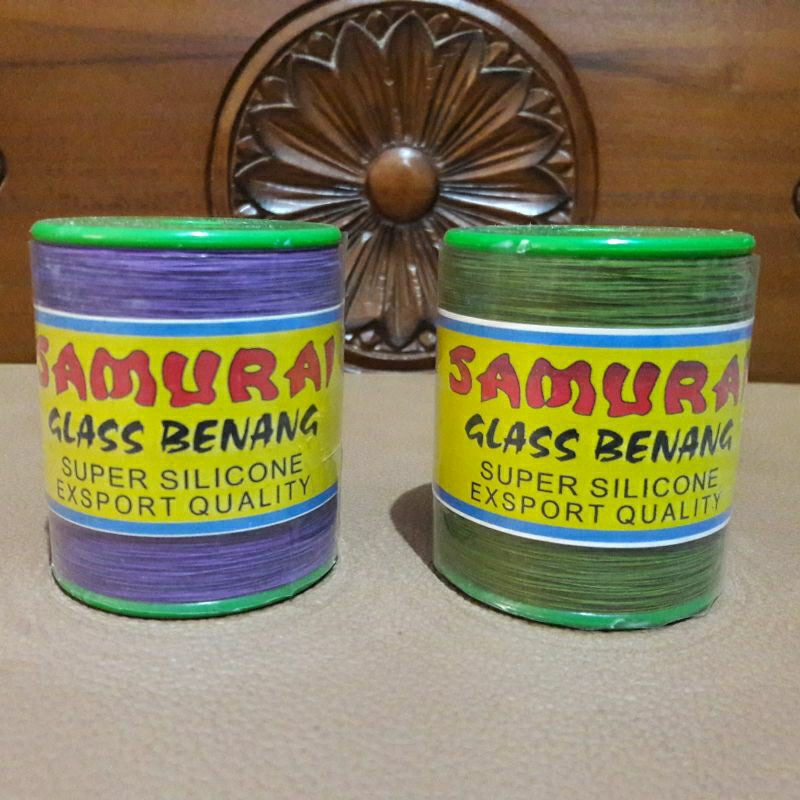 SAMURAI
GLASS BENANG
SUPER SILICONE
EXSPORT QUALITY
SAMURAI
GLASS BENANG
SUPER SILICONE
EXSPORT QUALITY